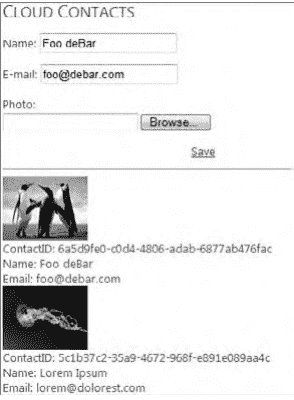 CLOUD CONTACTS
Name: Foo deBar
E-mail: foo@debar.com
Photo:
Browse...
Save
ContactID: 6a5d9fe0-c0d4-4806-adab-6877ab476fac
Name: Foo deBar
Email: foo@debar.com
ContactID: 5c1b37c2-35a9-4672-968f-e891e089aa4c
Name: Lorem Ipsum
Email: lorem@dolorest.com